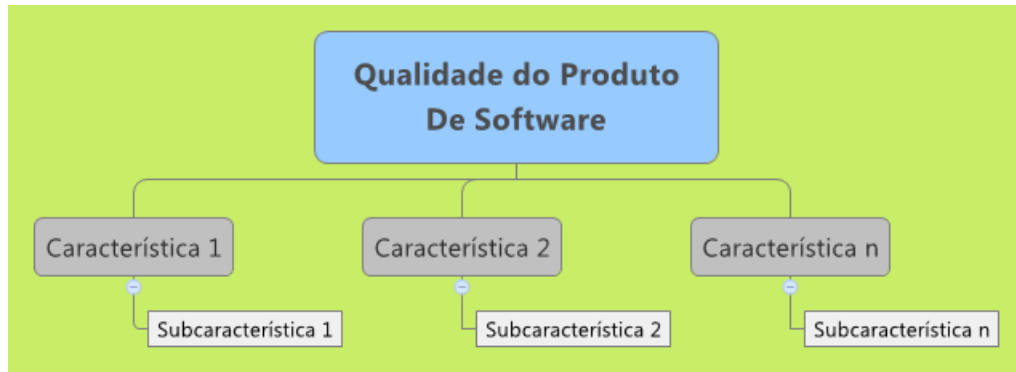 Qualidade do Produto
De Software
Característica 1
Característica 2
Característica n
Subcaracterística 1
Subcaracterística 2
Subcaracterística n